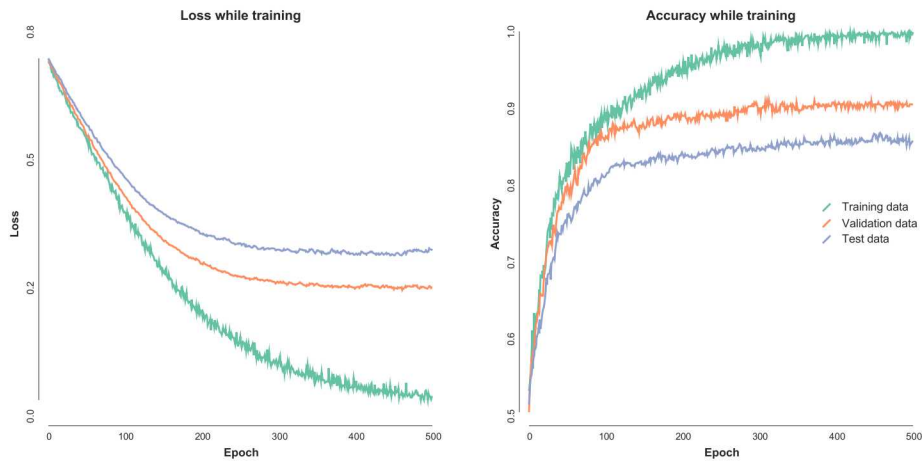 Loss while training
0.8
0.5
0.2
0.0
Loss
0
100
200
300
400
500
Epoch
Accuracy while training
1.0
0.9
0.8
0.7
0.6
0.5
Accuracy
0
100
200
300
400
500
Epoch
Training data
Validation data
Test data